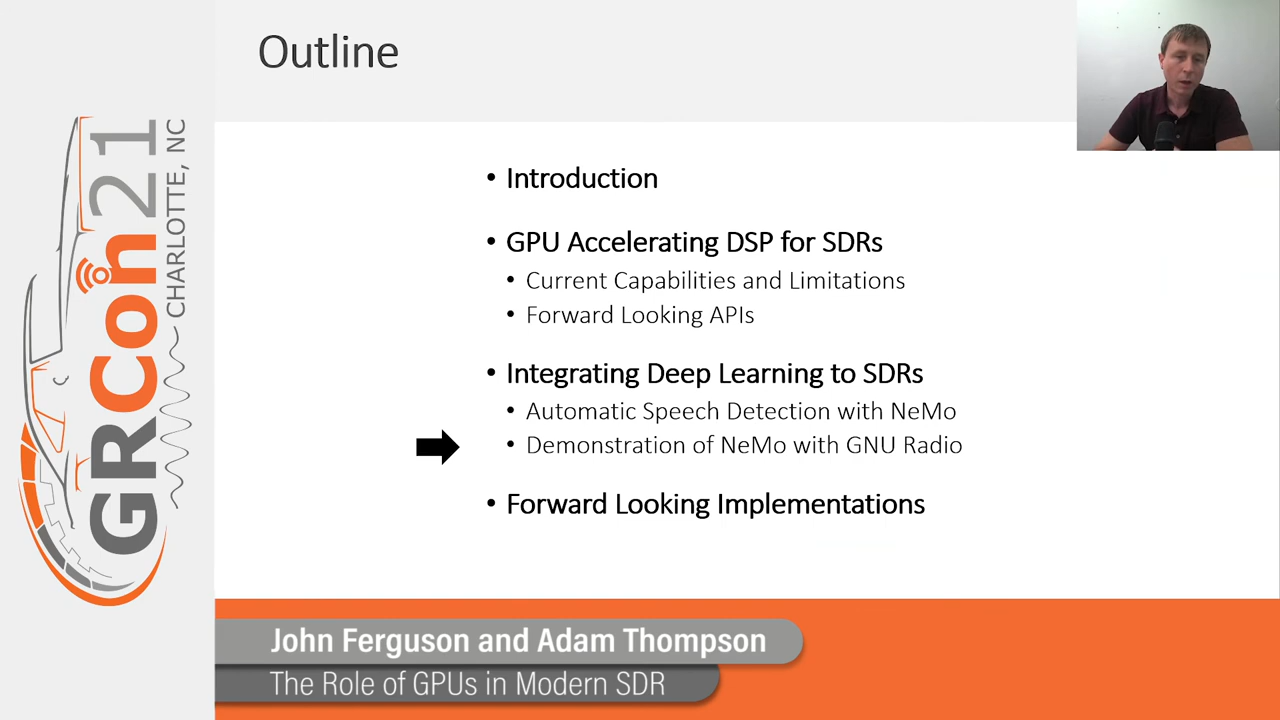 Outline
• Introduction
• GPU Accelerating DSP for SDRs
• Current Capabilities and Limitations
• Forward Looking APIs
• Integrating Deep Learning to SDRs
• Automatic Speech Detection with NeMo
• Demonstration of NeMo with GNU Radio
• Forward Looking Implementations
GRCon21
CHARLOTTE, NC
John Ferguson and Adam Thompson
The Role of GPUs in Modern SDR